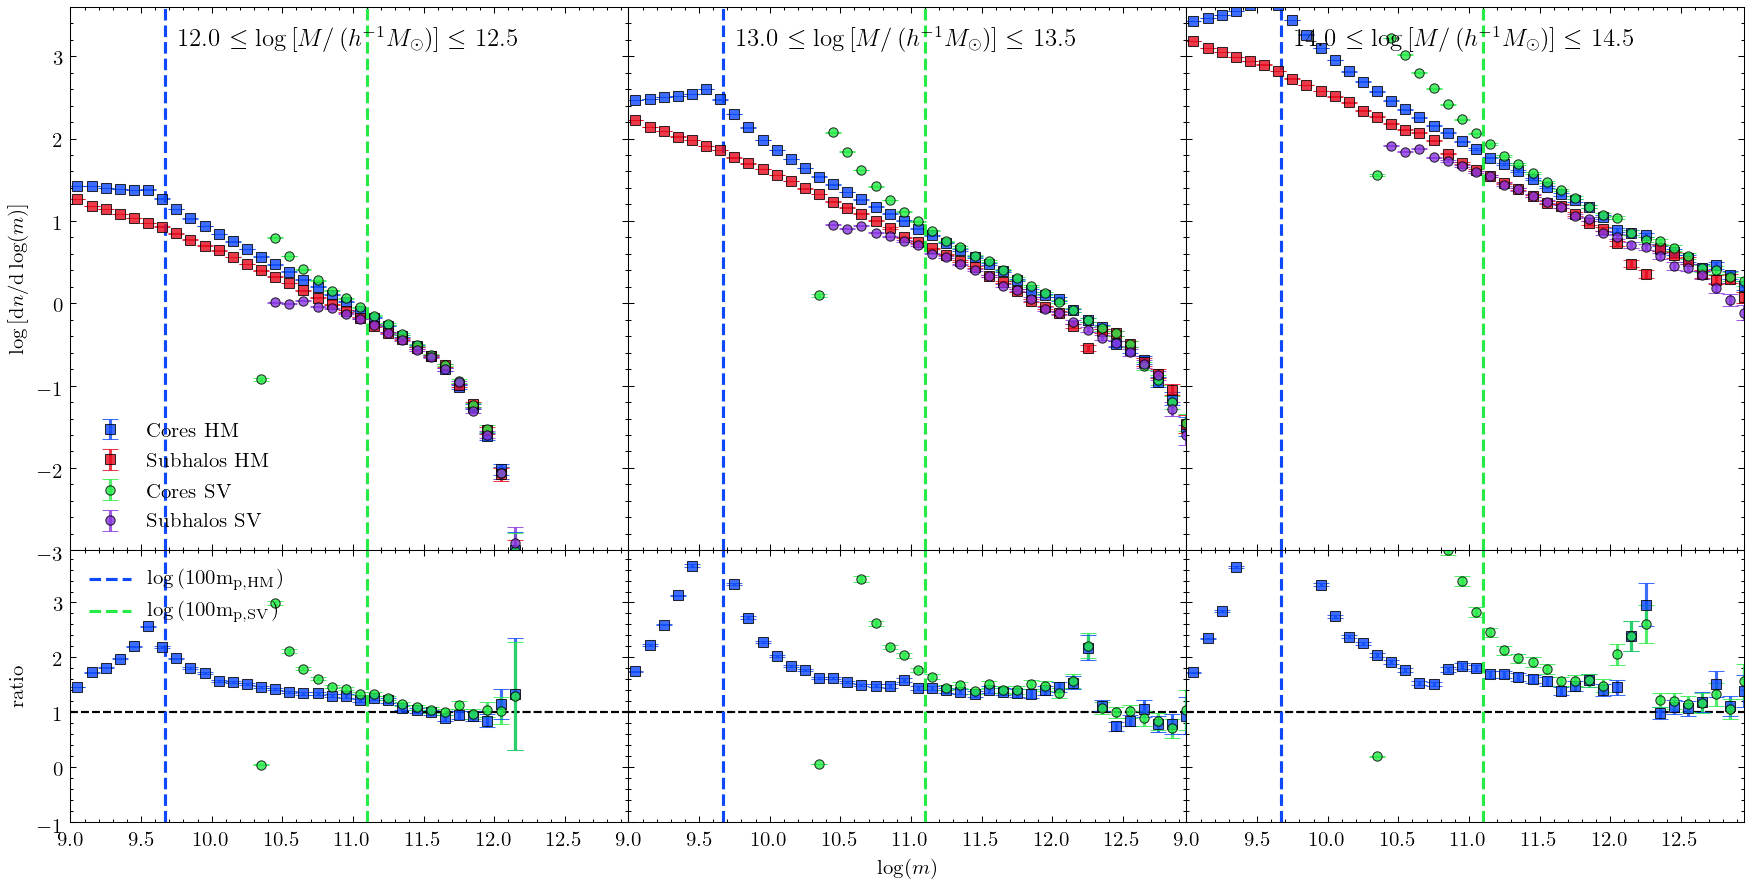 12.0 ≤ log [M/ (h⁻¹M⊙)] ≤ 12.5
13.0 ≤ log [M/ (h⁻¹M⊙)] ≤ 13.5
14.0 ≤ log [M/ (h⁻¹M⊙)] ≤ 14.5
3
2
1
0
−1
−2
−3
log [dn/d log(m)]
Cores HM
Subhalos HM
Cores SV
Subhalos SV
log (100m_p,HM)
log (100m_p,SV)
3
2
1
0
−1
ratio
9.0 9.5 10.0 10.5 11.0 11.5 12.0 12.5 9.0 9.5 10.0 10.5 11.0 11.5 12.0 12.5 9.0 9.5 10.0 10.5 11.0 11.5 12.0 12.5
log(m)